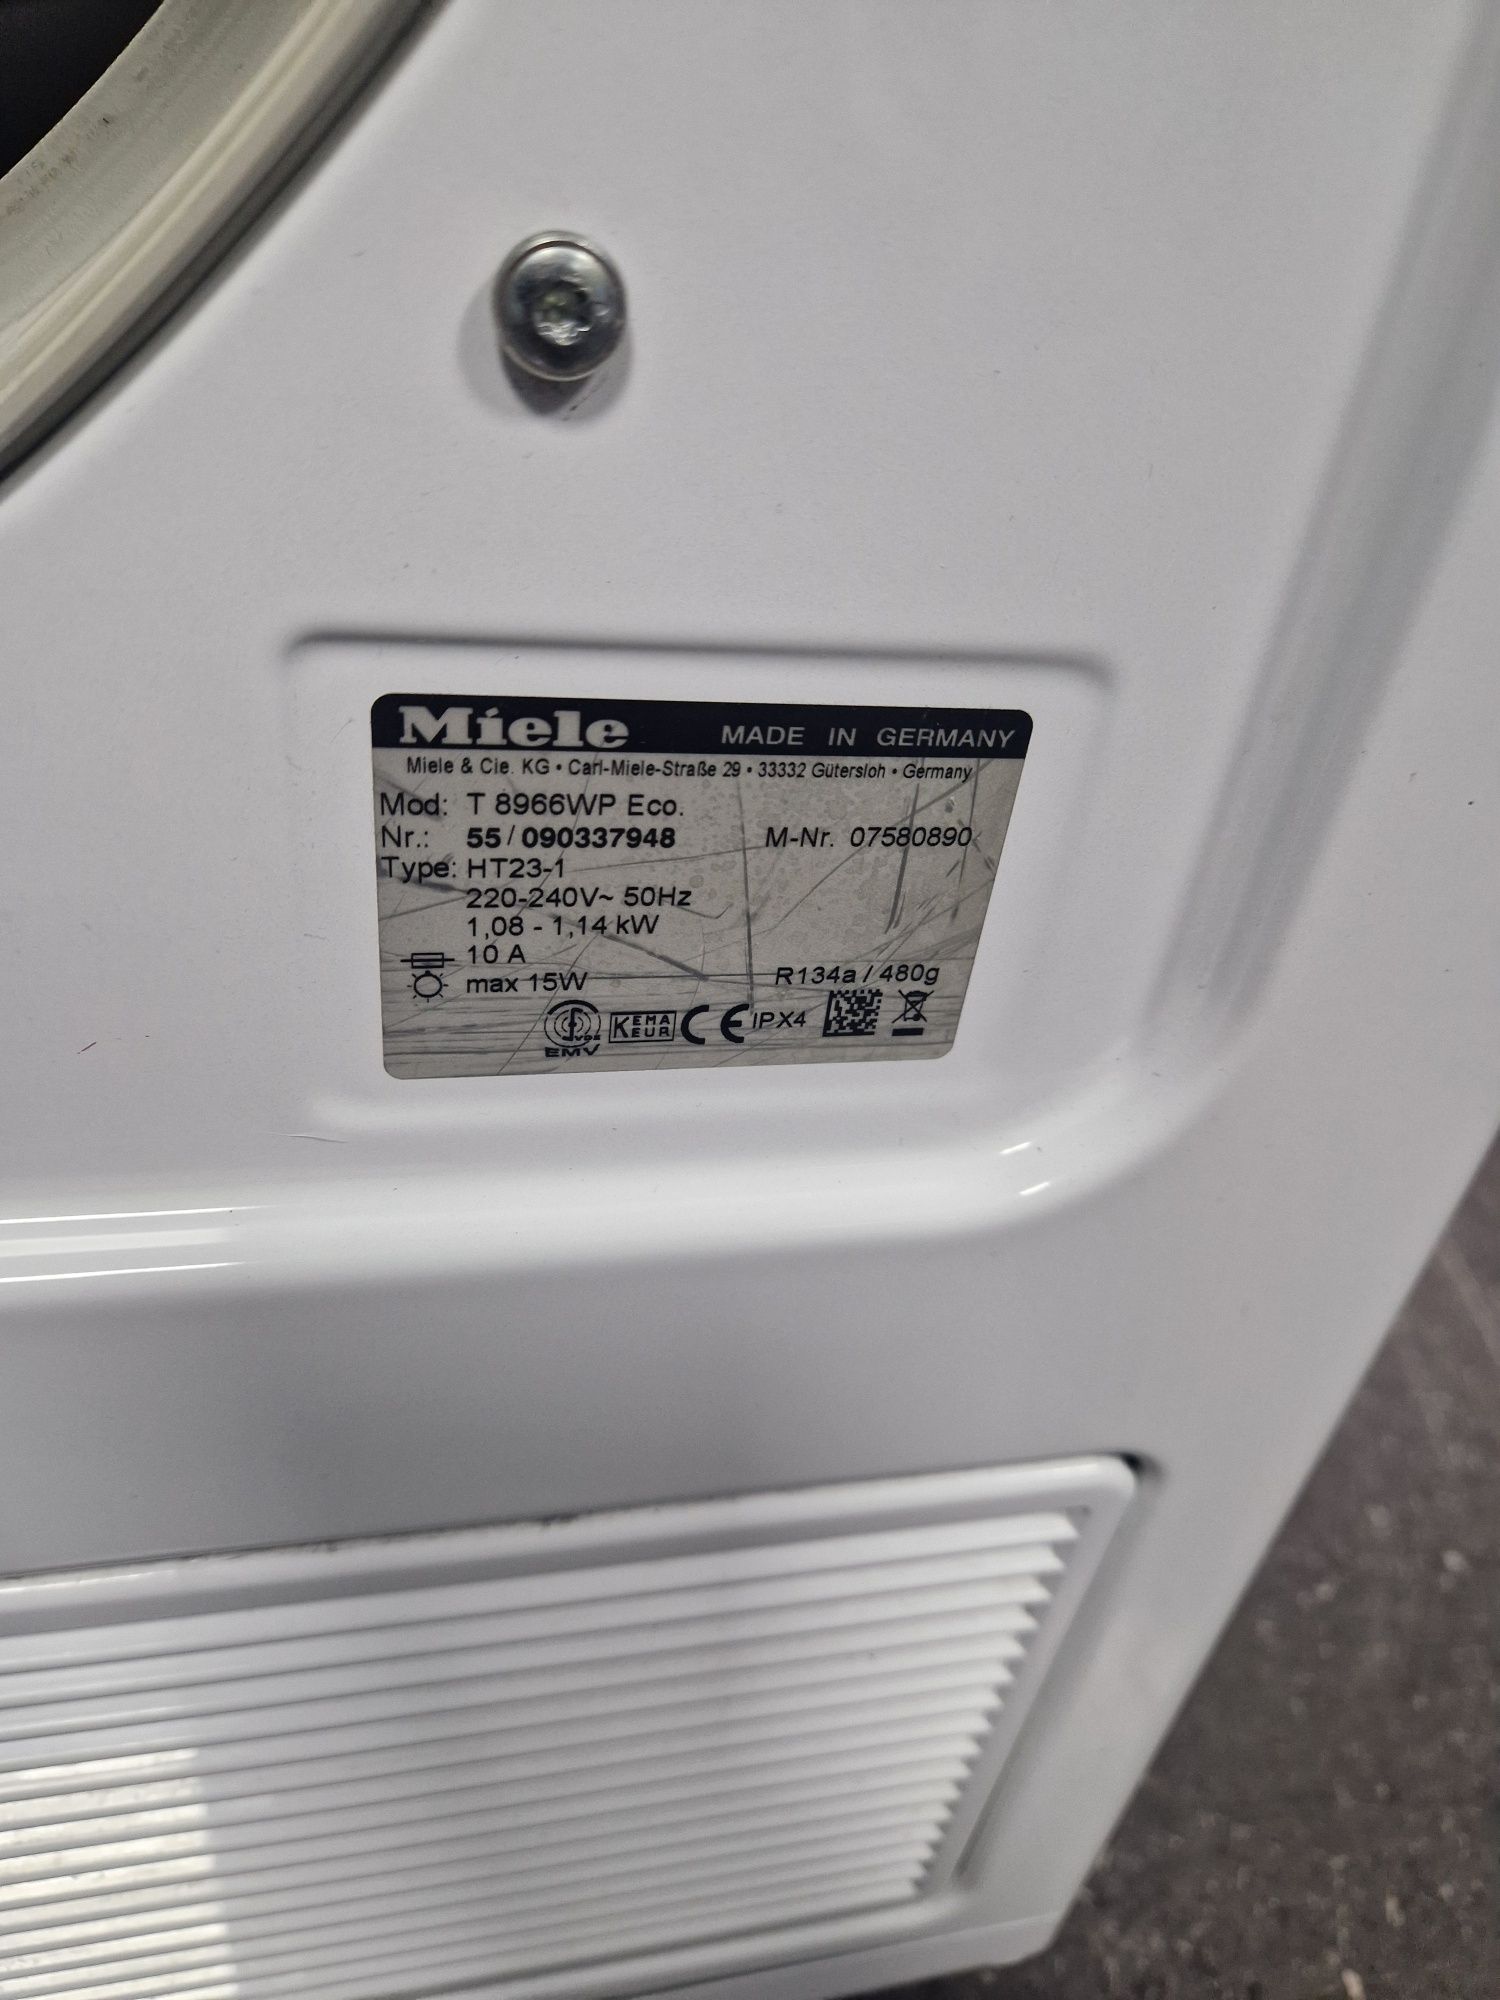 Miele MADE IN GERMANY
Miele & Cie. KG • Carl-Miele-Straße 29 • 33332 Gütersloh • Germany
Mod: T 8966WP Eco.
Nr.: 55 / 090337948 M-Nr. 07580890
Type: HT23-1
220-240V~ 50Hz
1,08 - 1,14 kW
10 A
max 15W R134a / 480g
VDE
EMV
KEMA
KEUR
CE IPX4